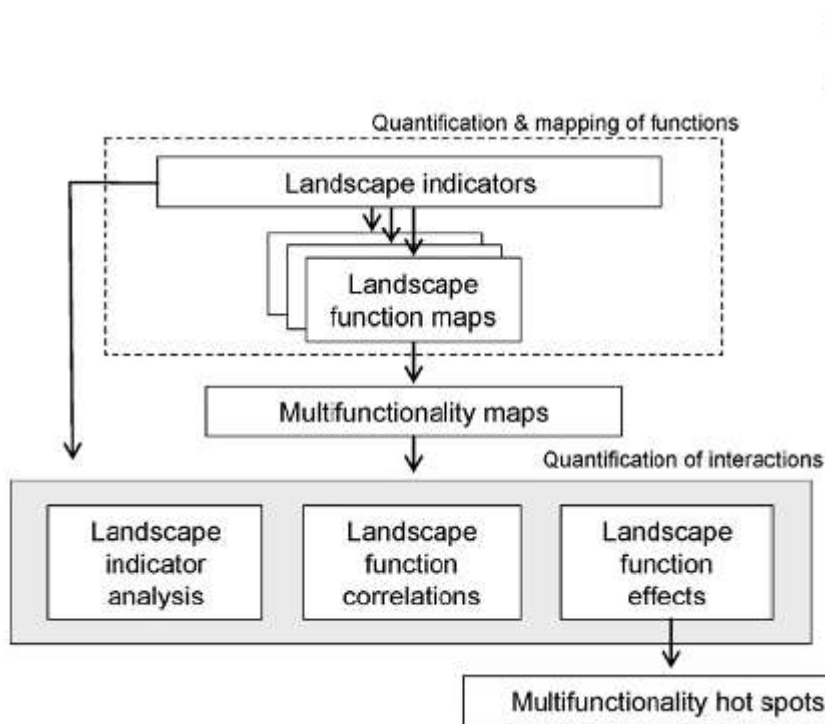 Quantification & mapping of functions
Landscape indicators
Landscape
function maps
Multifunctionality maps
Quantification of interactions
Landscape
indicator
analysis
Landscape
function
correlations
Landscape
function
effects
Multifunctionality hot spots